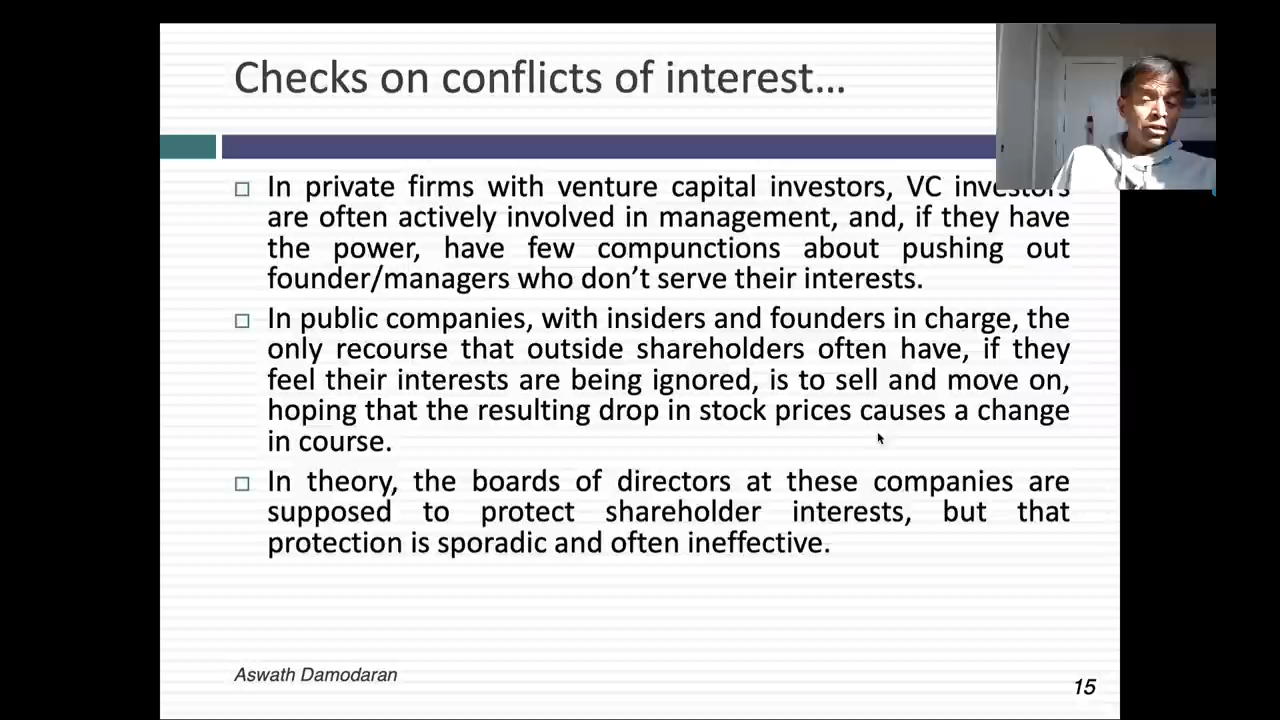 Checks on conflicts of interest…
In private firms with venture capital investors, VC investors
are often actively involved in management, and, if they have
the power, have few compunctions about pushing out
founder/managers who don’t serve their interests.
In public companies, with insiders and founders in charge, the
only recourse that outside shareholders often have, if they
feel their interests are being ignored, is to sell and move on,
hoping that the resulting drop in stock prices causes a change
in course.
In theory, the boards of directors at these companies are
supposed to protect shareholder interests, but that
protection is sporadic and often ineffective.
Aswath Damodaran
15